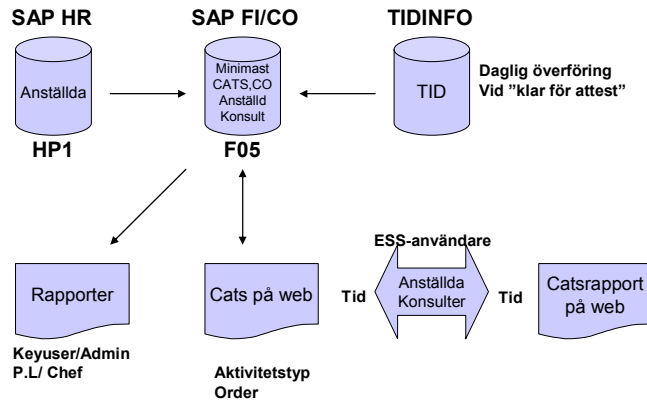 SAP HR
SAP FI/CO
TIDINFO
Anställda
Minimast
CATS,CO
Anställd
Konsult
TID
Daglig överföring
Vid ”klar för attest”
HP1
F05
ESS-användare
Rapporter
Cats på web
Tid
Anställda
Konsulter
Tid
Catsrapport
på web
Keyuser/Admin
P.L/ Chef
Aktivitetstyp
Order